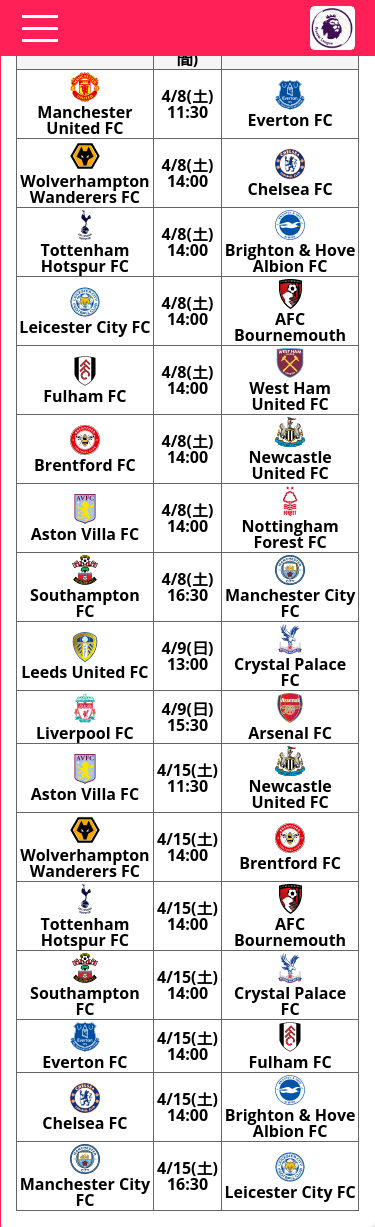 間)
Manchester
United FC
4/8(土)
11:30
Everton FC
Wolverhampton
Wanderers FC
4/8(土)
14:00
Chelsea FC
Tottenham
Hotspur FC
4/8(土)
14:00
Brighton & Hove
Albion FC
Leicester City FC
4/8(土)
14:00
AFC
Bournemouth
Fulham FC
4/8(土)
14:00
West Ham
United FC
Brentford FC
4/8(土)
14:00
Newcastle
United FC
Aston Villa FC
4/8(土)
14:00
Nottingham
Forest FC
Southampton
FC
4/8(土)
16:30
Manchester City
FC
Leeds United FC
4/9(日)
13:00
Crystal Palace
FC
Liverpool FC
4/9(日)
15:30
Arsenal FC
Aston Villa FC
4/15(土)
11:30
Newcastle
United FC
Wolverhampton
Wanderers FC
4/15(土)
14:00
Brentford FC
Tottenham
Hotspur FC
4/15(土)
14:00
AFC
Bournemouth
Southampton
FC
4/15(土)
14:00
Crystal Palace
FC
Everton FC
4/15(土)
14:00
Fulham FC
Chelsea FC
4/15(土)
14:00
Brighton & Hove
Albion FC
Manchester City
FC
4/15(土)
16:30
Leicester City FC